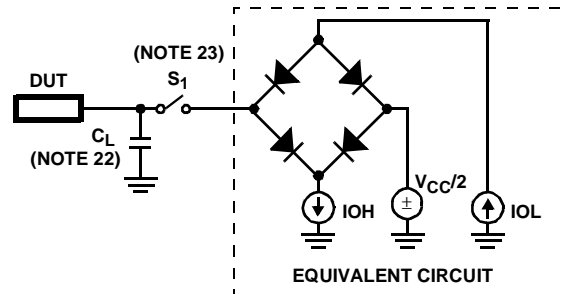 (NOTE 23)
DUT
S1
CL
(NOTE 22)
VCC/2
±
IOH
IOL
EQUIVALENT CIRCUIT